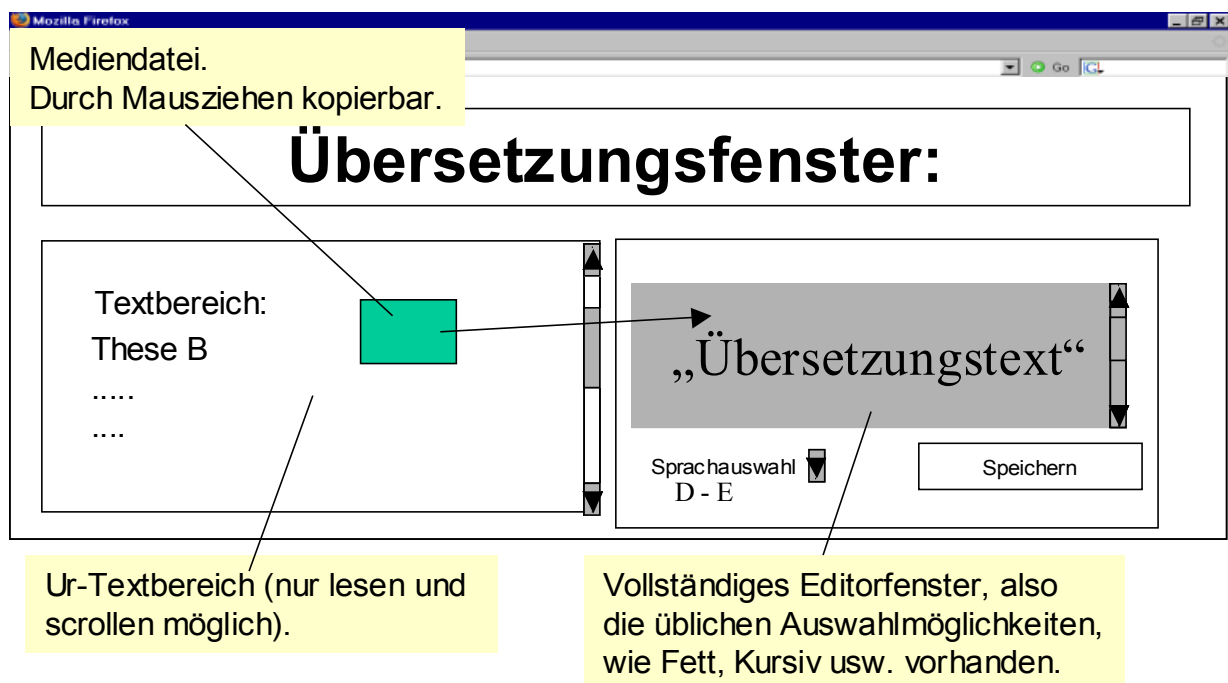 Mozilla Firefox
Mediendatei.
Durch Mausziehen kopierbar.
Go
Übersetzungsfenster:
Textbereich:
These B
.....
....
„Übersetzungstext“
Sprachauswahl
D - E
Speichern
Ur-Textbereich (nur lesen und
scrollen möglich).
Vollständiges Editorfenster, also
die üblichen Auswahlmöglichkeiten,
wie Fett, Kursiv usw. vorhanden.